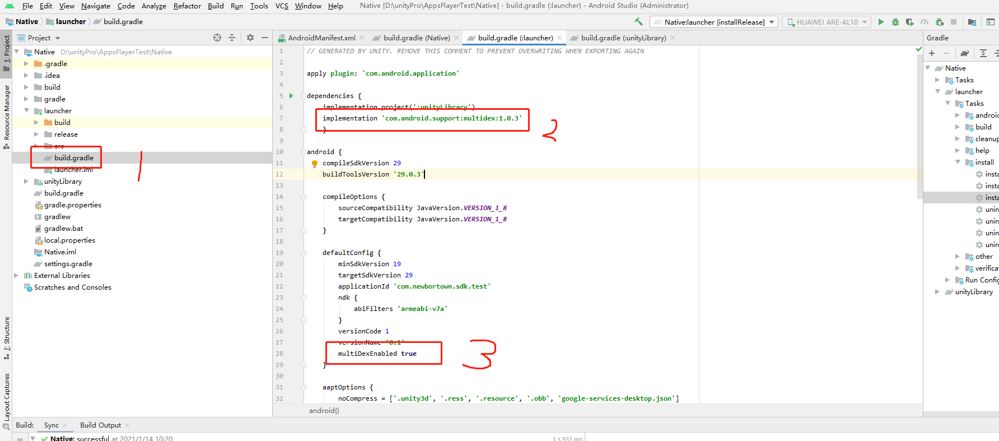 File Edit View Navigate Code Analyze Refactor Build Run Tools VCS Window Help Native [D:\unityPro\AppsFlayerTest\Native] - build.gradle (:launcher) - Android Studio (Administrator)
Native launcher build.gradle Native:launcher [installRelease] HUAWEI ARE-AL10
1: Project
Resource Manager
7: Structure
Layout Captures
Project
Native D:\unityPro\AppsFlayerTest\Native
.gradle
.idea
build
gradle
launcher
build
release
src
build.gradle
launcher.iml
unityLibrary
build.gradle
gradle.properties
gradlew
gradlew.bat
local.properties
Native.iml
settings.gradle
External Libraries
Scratches and Consoles
1
AndroidManifest.xml build.gradle (Native) build.gradle (:launcher) build.gradle (:unityLibrary)
1 // GENERATED BY UNITY. REMOVE THIS COMMENT TO PREVENT OVERWRITING WHEN EXPORTING AGAIN
2
3 apply plugin: 'com.android.application'
4
5 dependencies {
6 implementation project(':unityLibrary')
7 implementation 'com.android.support:multidex:1.0.3'
8 }
9
10 android {
11 compileSdkVersion 29
12 buildToolsVersion '29.0.3'
13
14 compileOptions {
15 sourceCompatibility JavaVersion.VERSION_1_8
16 targetCompatibility JavaVersion.VERSION_1_8
17 }
18
19 defaultConfig {
20 minSdkVersion 19
21 targetSdkVersion 29
22 applicationId 'com.newbortown.sdk.test'
23 ndk {
24 abiFilters 'armeabi-v7a'
25 }
26 versionCode 1
27 versionName '0.1'
28 multiDexEnabled true
29 }
30
31 aaptOptions {
32 noCompress = ['.unity3d', '.ress', '.resource', '.obb', 'google-services-desktop.json']
2
3
android{}
Gradle
Native
Tasks
launcher
Tasks
android
build
cleanup
help
install
insta
insta
insta
unin
unin
unin
unin
other
verificat
Run Config
unityLibrary
Build: Sync Build Output
Native: successful at 2021/1/14 10:20 1 s 931 ms